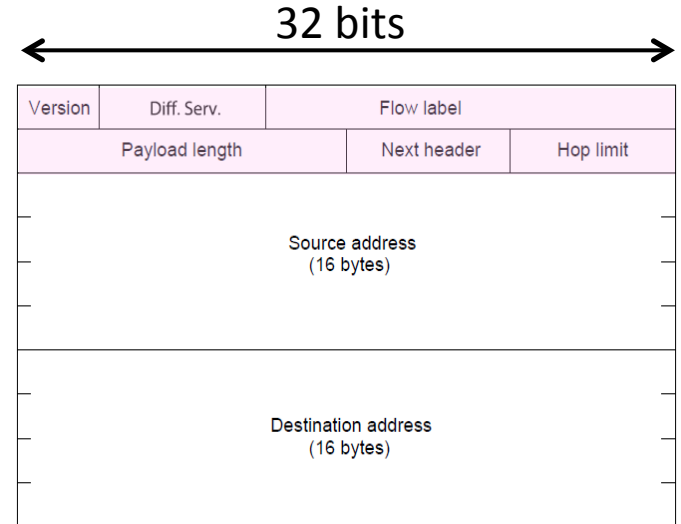 32 bits
Version Diff. Serv. Flow label
Payload length Next header Hop limit
Source address
(16 bytes)
Destination address
(16 bytes)